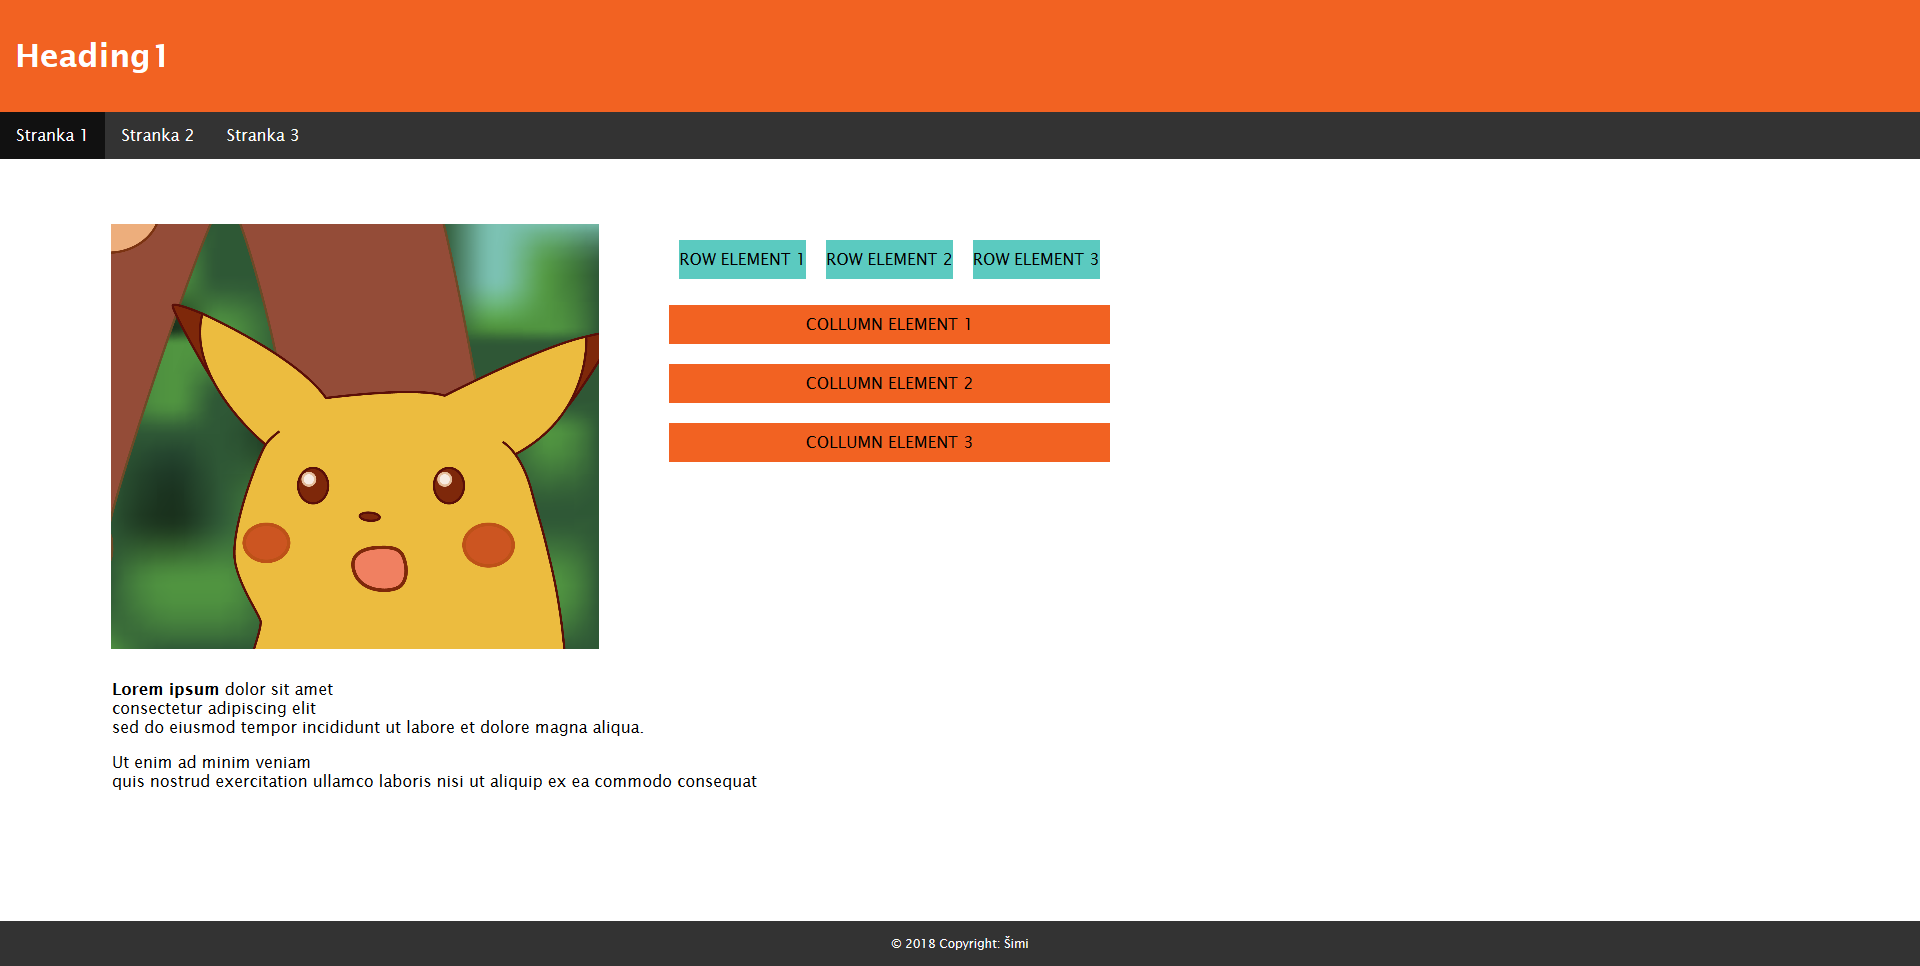 Heading1
Stranka 1 Stranka 2 Stranka 3
ROW ELEMENT 1 ROW ELEMENT 2 ROW ELEMENT 3
COLLUMN ELEMENT 1
COLLUMN ELEMENT 2
COLLUMN ELEMENT 3
Lorem ipsum dolor sit amet
consectetur adipiscing elit
sed do eiusmod tempor incididunt ut labore et dolore magna aliqua.
Ut enim ad minim veniam
quis nostrud exercitation ullamco laboris nisi ut aliquip ex ea commodo consequat
© 2018 Copyright: Šimi